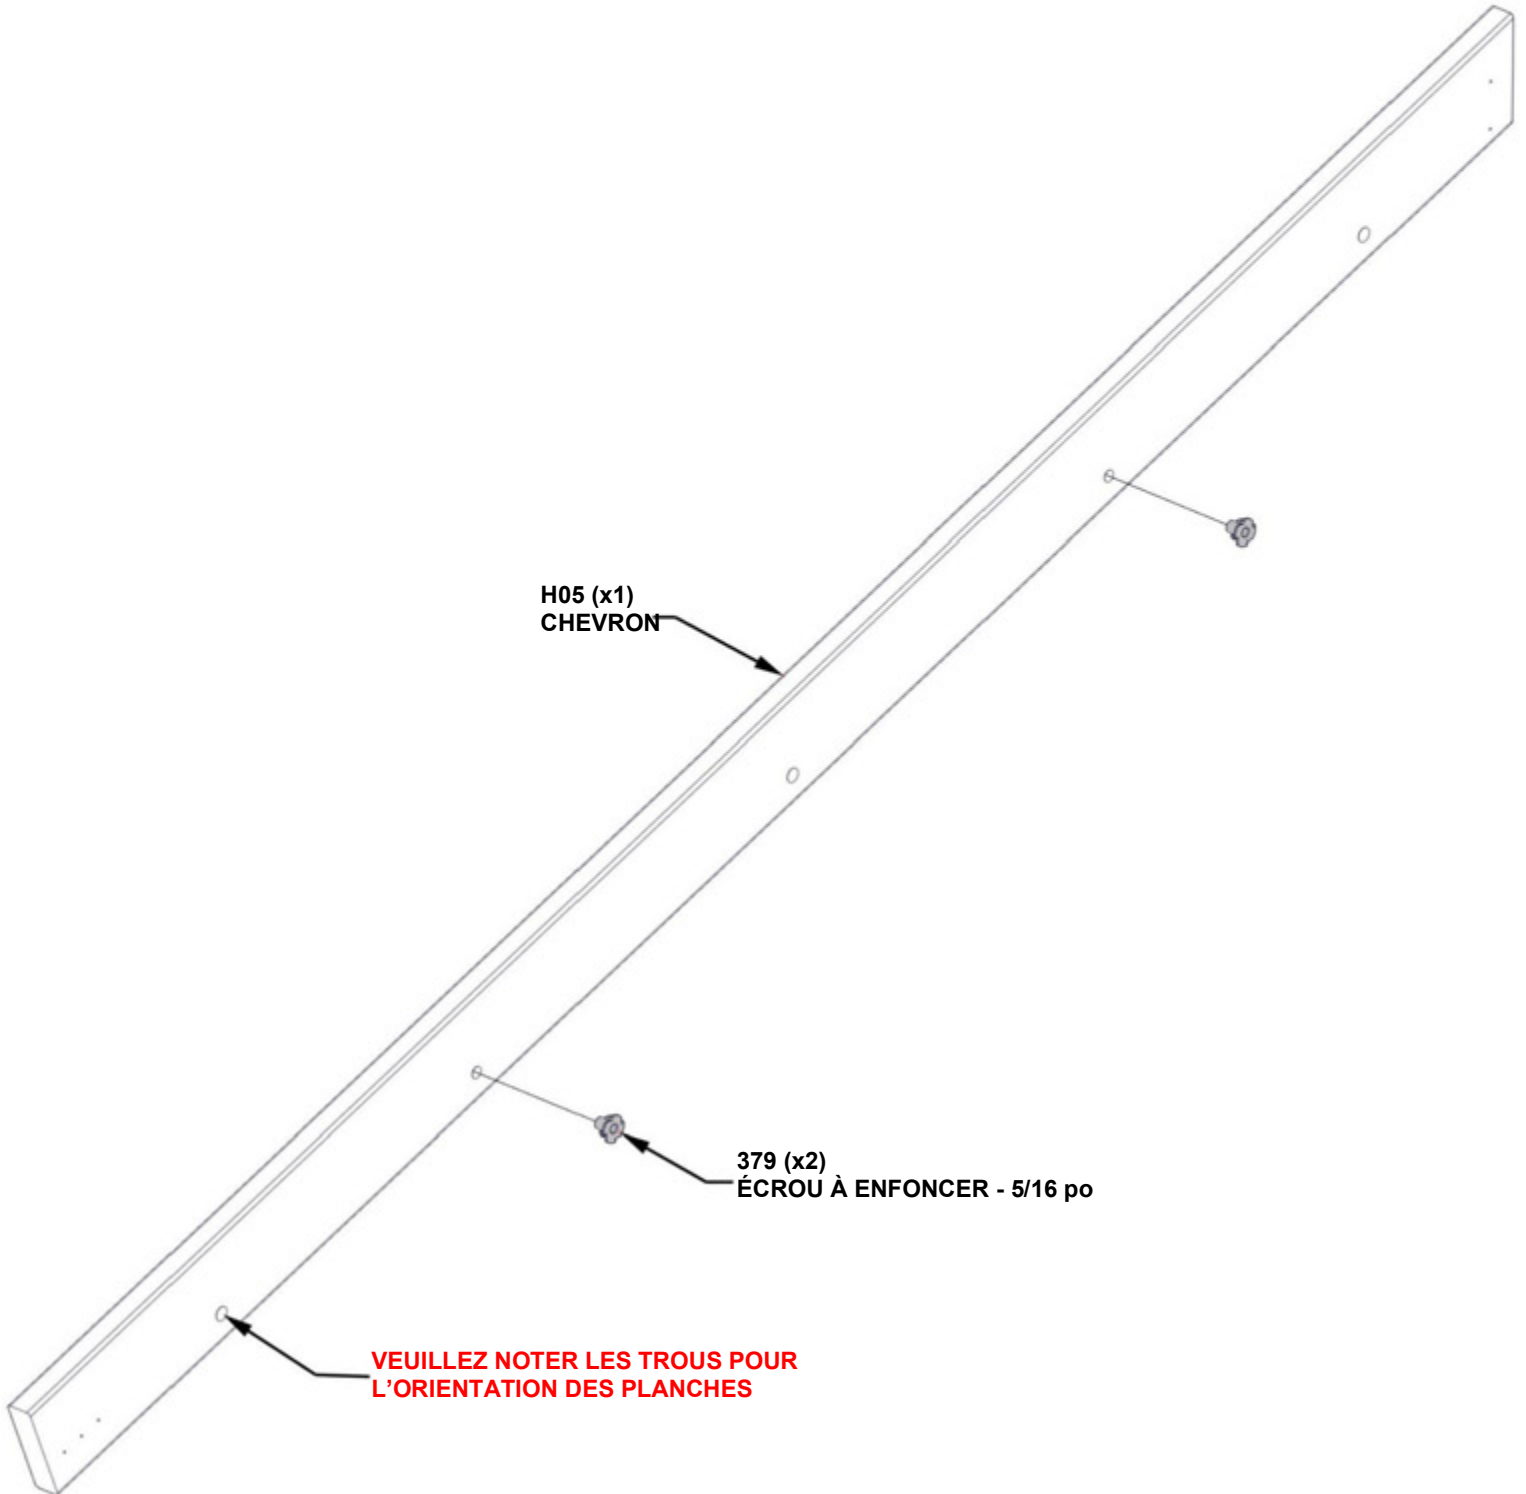 H05 (x1)
CHEVRON
379 (x2)
ÉCROU À ENFONCER - 5/16 po
VEUILLEZ NOTER LES TROUS POUR
L’ORIENTATION DES PLANCHES